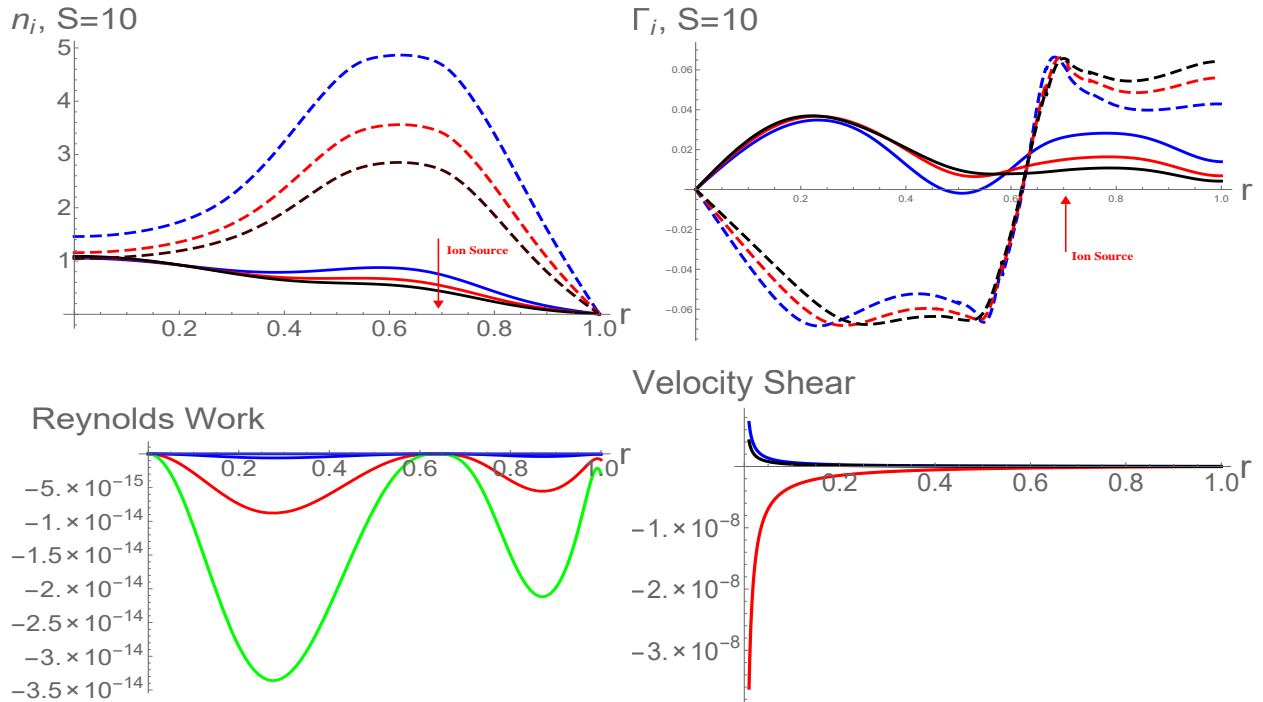 n_i, S=10
5
4
3
2
1
Ion Source
0.2 0.4 0.6 0.8 1.0 r
Γ_i, S=10
0.06
0.04
0.02
0.2 0.4 0.6 0.8 1.0 r
−0.02
−0.04
−0.06
Ion Source
Reynolds Work
0.2 0.4 0.6 0.8 1.0 r
−5.×10^−15
−1.×10^−14
−1.5×10^−14
−2.×10^−14
−2.5×10^−14
−3.×10^−14
−3.5×10^−14
Velocity Shear
0.2 0.4 0.6 0.8 1.0 r
−1.×10^−8
−2.×10^−8
−3.×10^−8